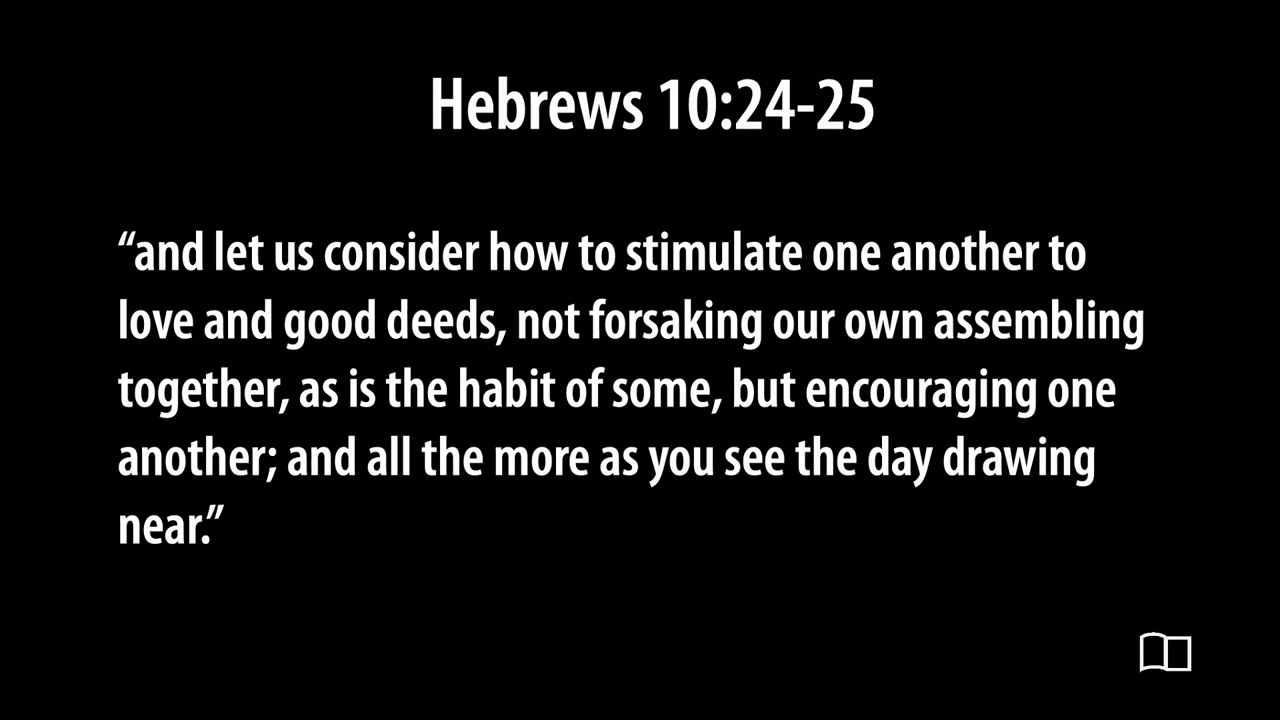 Hebrews 10:24-25
“and let us consider how to stimulate one another to
love and good deeds, not forsaking our own assembling
together, as is the habit of some, but encouraging one
another; and all the more as you see the day drawing
near.”